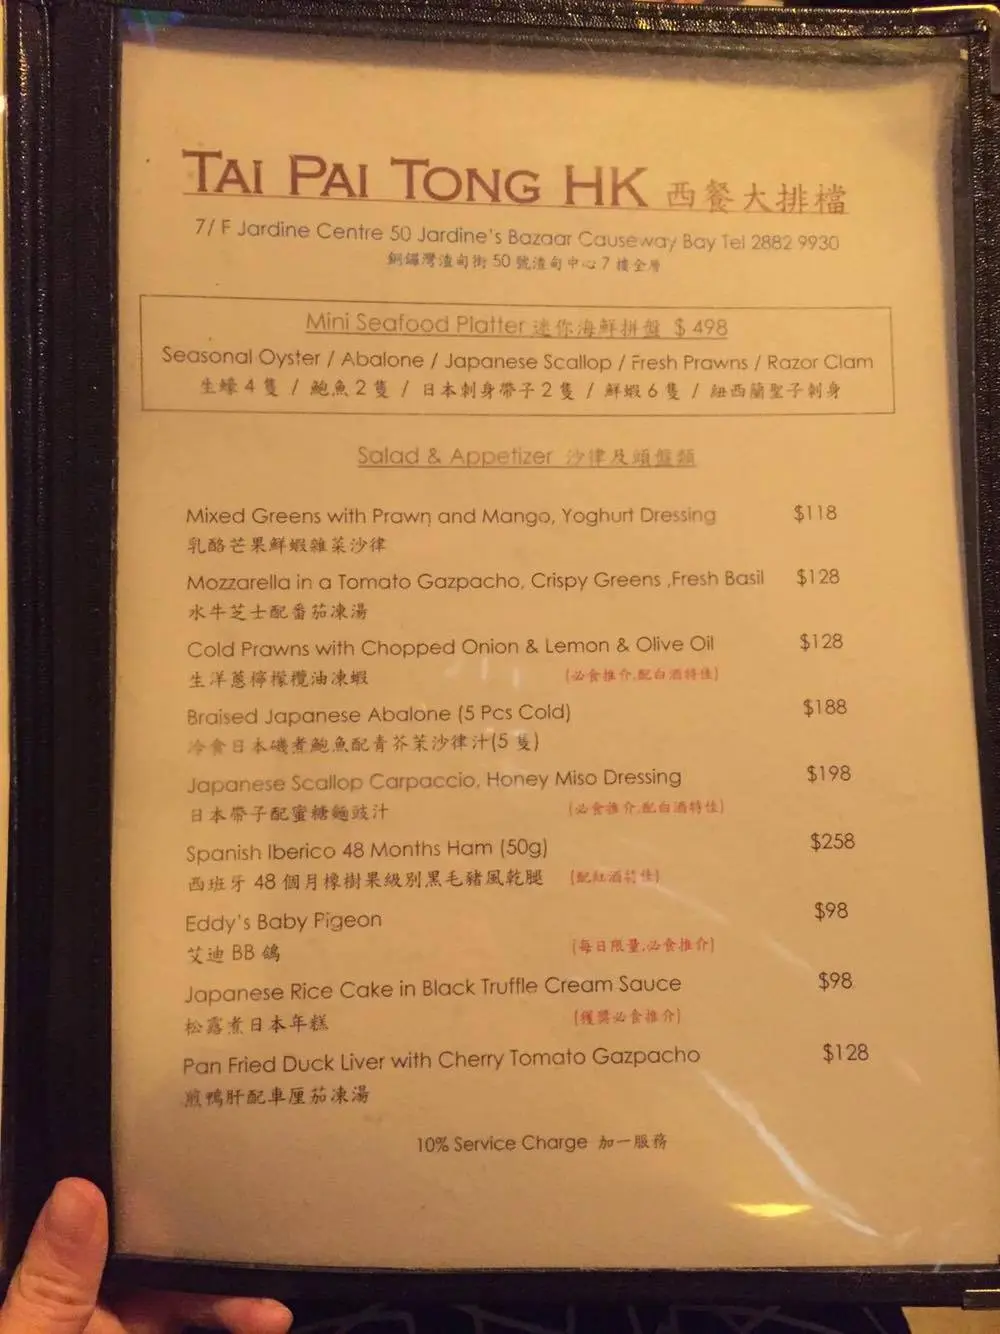 TAI PAI TONG HK 西餐大排檔
7/ F Jardine Centre 50 Jardine's Bazaar Causeway Bay Tel 2882 9930
銅鑼灣渣甸街 50 號渣甸中心 7 樓全層
Mini Seafood Platter 迷你海鮮拼盤 $ 498
Seasonal Oyster / Abalone / Japanese Scallop / Fresh Prawns / Razor Clam
生蠔 4 隻 / 鮑魚 2 隻 / 日本刺身帶子 2 隻 / 鮮蝦 6 隻 / 紐西蘭聖子刺身
Salad & Appetizer 沙律及頭盤類
Mixed Greens with Prawn and Mango, Yoghurt Dressing $118
乳酪芒果鮮蝦雜菜沙律
Mozzarella in a Tomato Gazpacho, Crispy Greens ,Fresh Basil $128
水牛芝士配番茄凍湯
Cold Prawns with Chopped Onion & Lemon & Olive Oil $128
生洋蔥檸檬欖油凍蝦 (必食推介,配白酒特佳)
Braised Japanese Abalone (5 Pcs Cold) $188
冷食日本磯煮鮑魚配青芥茉沙律汁(5 隻)
Japanese Scallop Carpaccio, Honey Miso Dressing $198
日本帶子配蜜糖麵豉汁 (必食推介,配白酒特佳)
Spanish Iberico 48 Months Ham (50g) $258
西班牙 48 個月橡樹果級別黑毛豬風乾腿 (配紅酒特佳)
Eddy's Baby Pigeon $98
艾迪 BB 鴿 (每日限量,必食推介)
Japanese Rice Cake in Black Truffle Cream Sauce $98
松露煮日本年糕 (獲獎必食推介)
Pan Fried Duck Liver with Cherry Tomato Gazpacho $128
煎鴨肝配車厘茄凍湯
10% Service Charge 加一服務